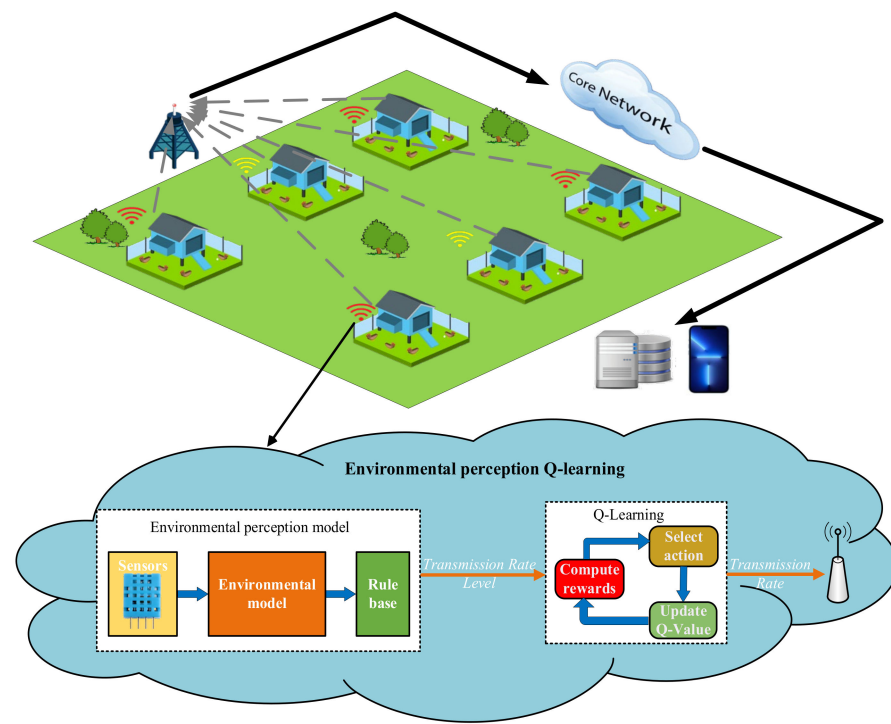 Core Network
Environmental perception Q-learning
Environmental perception model
Sensors
Environmental
model
Rule
base
Transmission Rate
Level
Q-Learning
Select
action
Compute
rewards
Update
Q-Value
Transmission
Rate